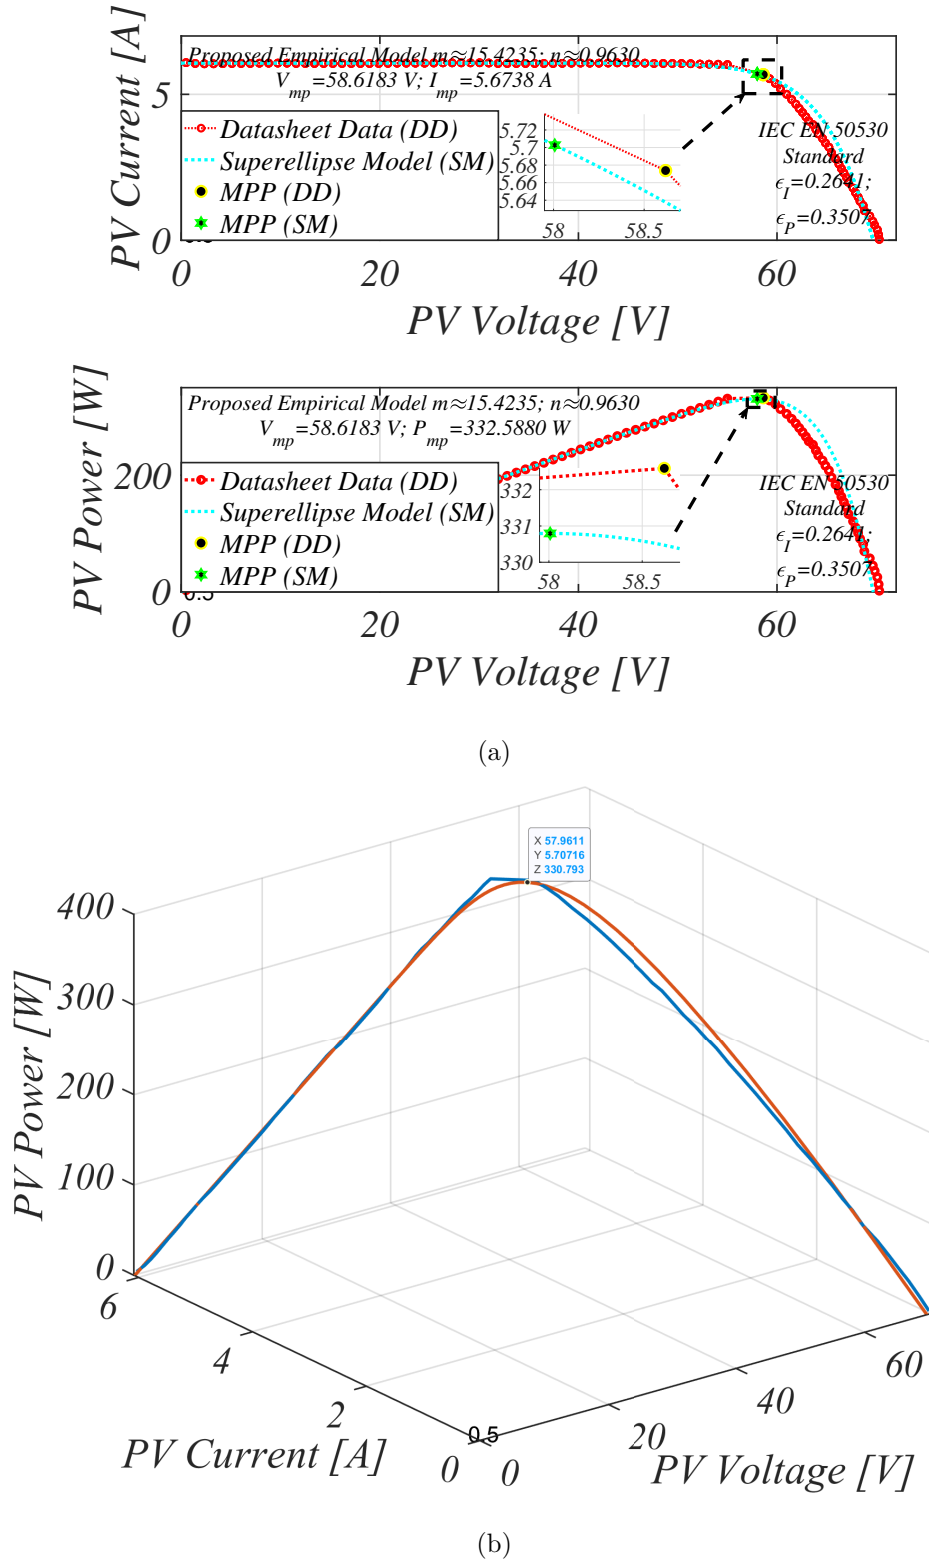 PV Current [A]
Proposed Empirical Model m≈15.4235; n≈0.9630
V_mp=58.6183 V; I_mp=5.6738 A
5
0
Datasheet Data (DD)
Superellipse Model (SM)
MPP (DD)
MPP (SM)
5.72
5.7
5.68
5.66
5.64
58 58.5
IEC EN 50530
Standard
ϵ_I=0.2641;
ϵ_P=0.3507
0 20 40 60
PV Voltage [V]
PV Power [W]
Proposed Empirical Model m≈15.4235; n≈0.9630
V_mp=58.6183 V; P_mp=332.5880 W
200
0
Datasheet Data (DD)
Superellipse Model (SM)
MPP (DD)
MPP (SM)
332
331
330
58 58.5
IEC EN 50530
Standard
ϵ_I=0.2641;
ϵ_P=0.3507
0 20 40 60
PV Voltage [V]
(a)
X 57.9611
Y 5.70716
Z 330.793
PV Power [W]
400
300
200
100
0
6
4
2
0
PV Current [A]
0.5
0
20
40
60
PV Voltage [V]
(b)